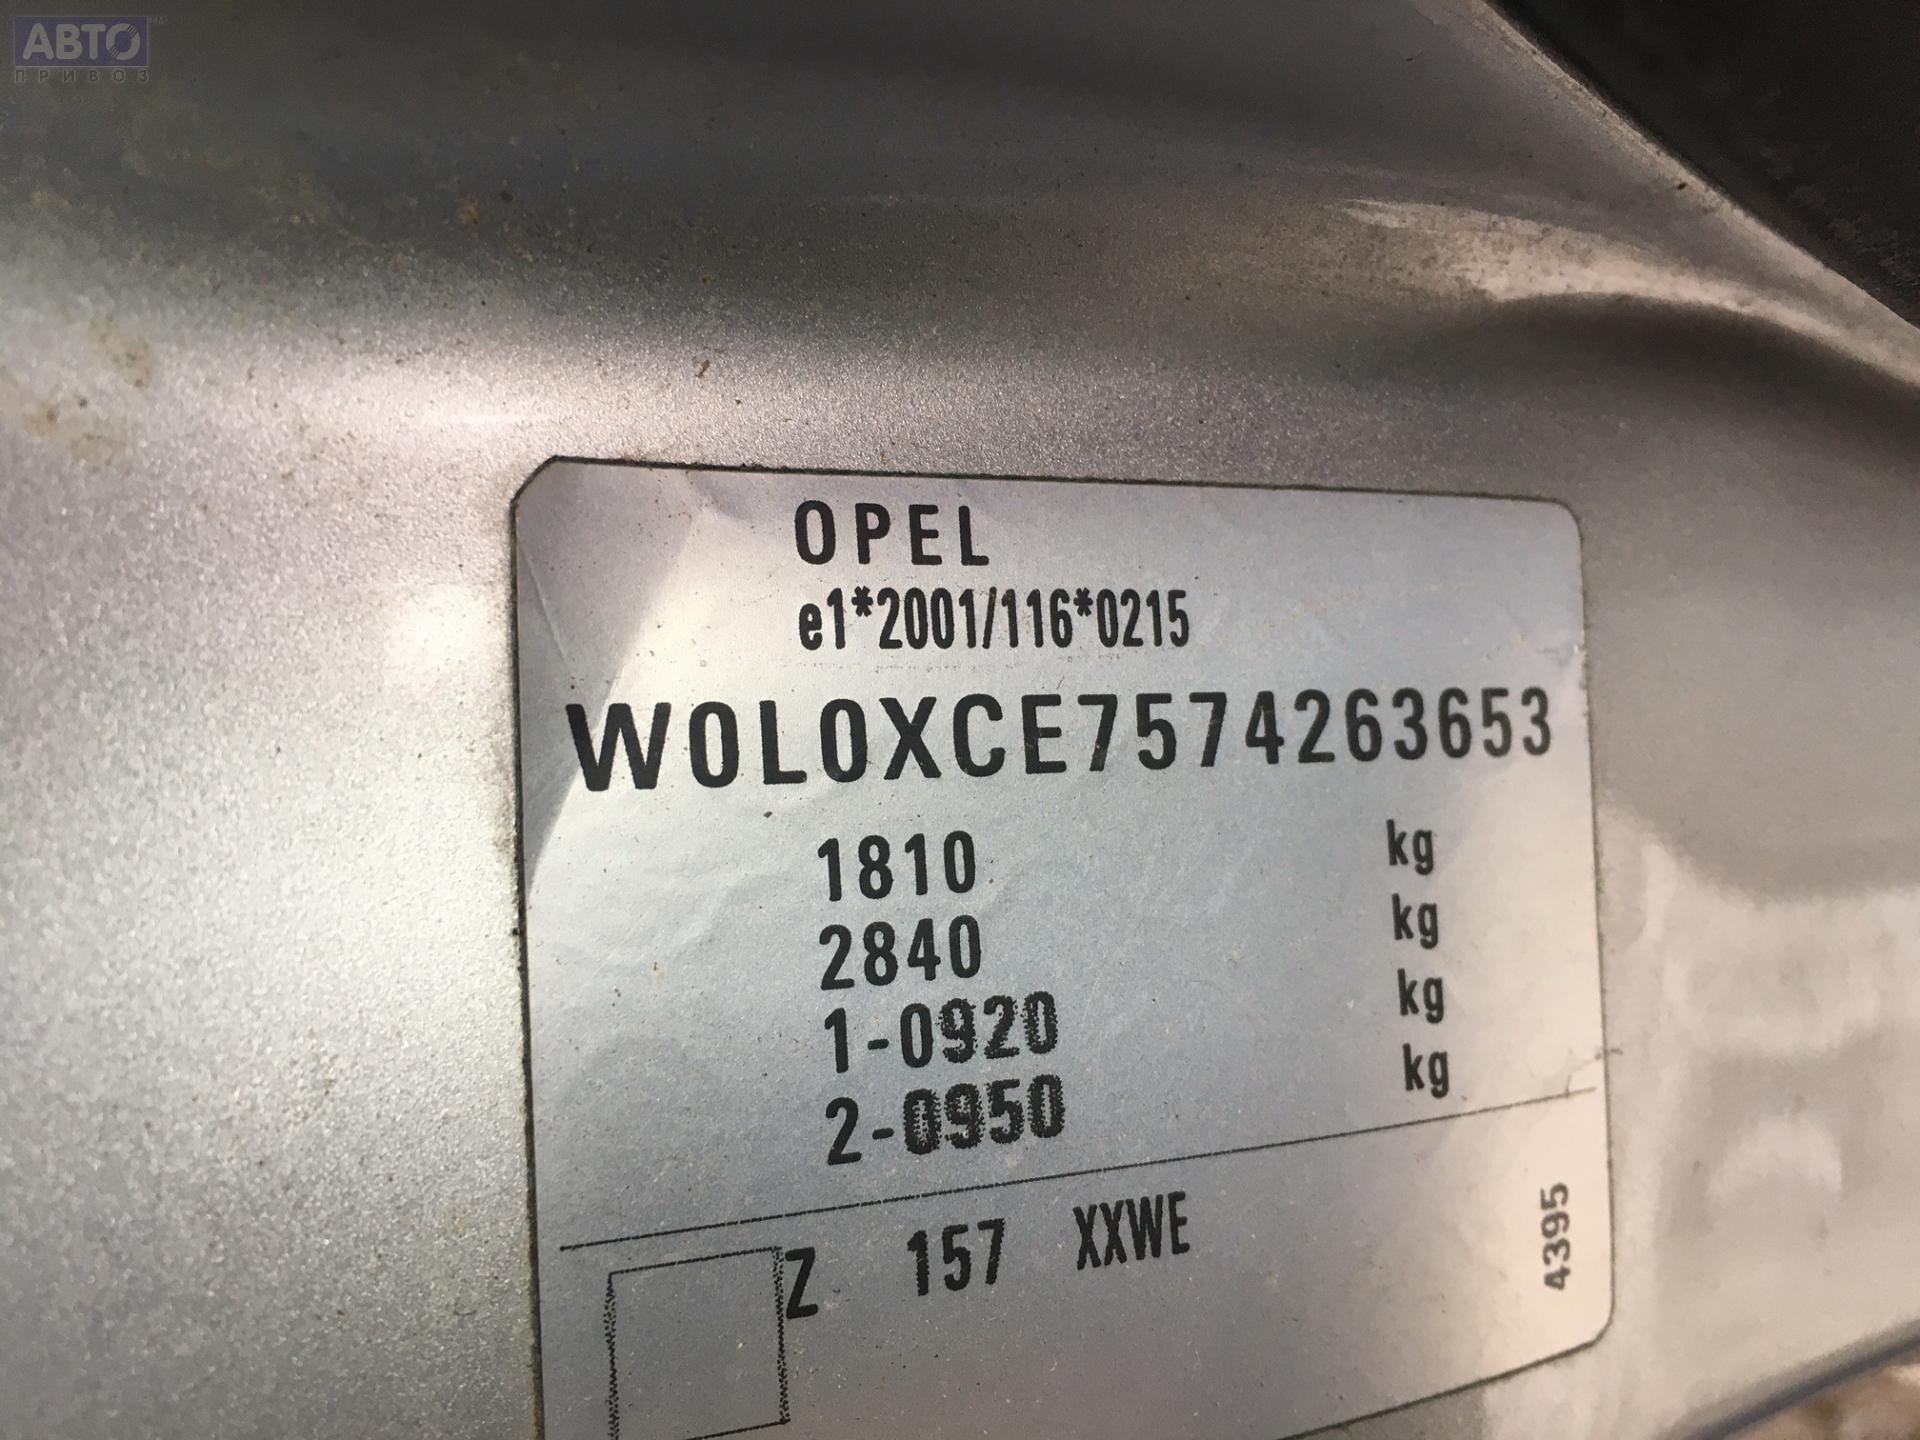 АВТО TM
ПРИВОЗ
OPEL
e1*2001/116*0215
W0L0XCE7574263653
1810 kg
2840 kg
1-0920 kg
2-0950 kg
Z 157 XXWE
4395